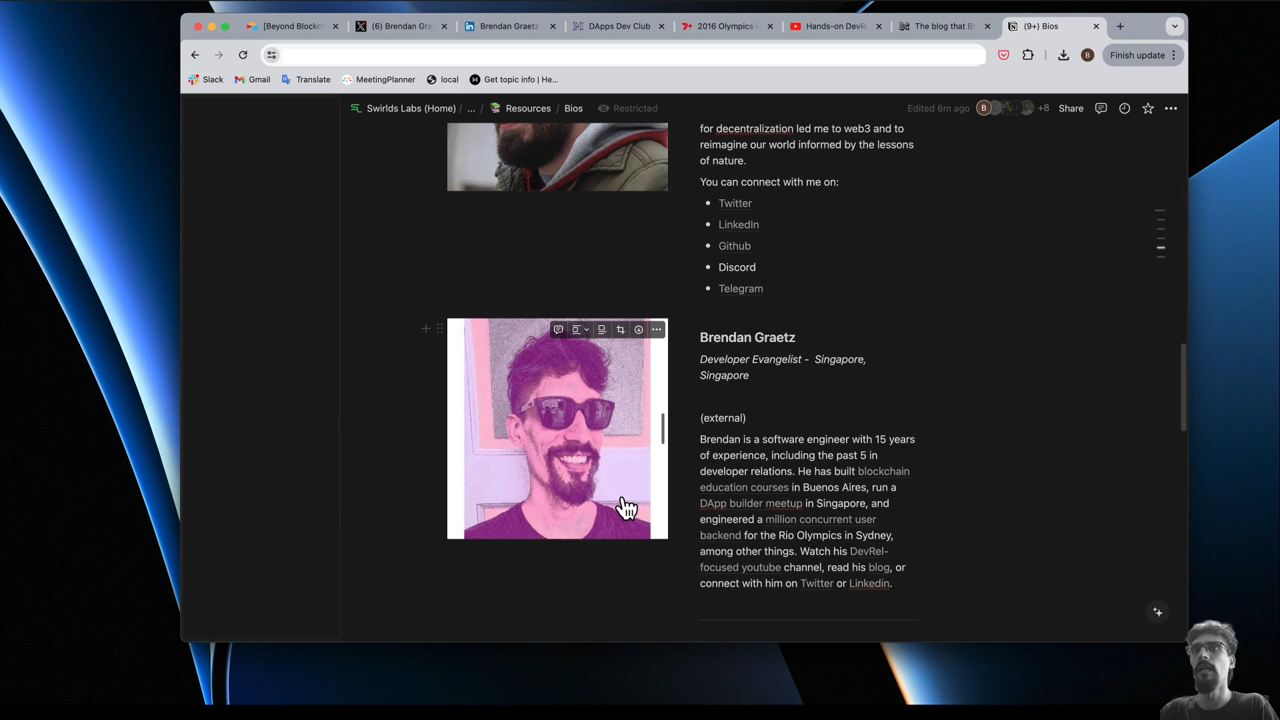 [Beyond Blockc
(6) Brendan Gra
Brendan Graetz
DApps Dev Club
2016 Olympics R
Hands-on DevR
The blog that B
(9+) Bios
Finish update
Slack
Gmail
Translate
MeetingPlanner
local
Get topic info | He...
Swirlds Labs (Home) / ... / Resources / Bios
Restricted
Edited 6m ago
B
+8
Share
for decentralization led me to web3 and to
reimagine our world informed by the lessons
of nature.
You can connect with me on:
Twitter
LinkedIn
Github
Discord
Telegram
Brendan Graetz
Developer Evangelist - Singapore,
Singapore
(external)
Brendan is a software engineer with 15 years
of experience, including the past 5 in
developer relations. He has built blockchain
education courses in Buenos Aires, run a
DApp builder meetup in Singapore, and
engineered a million concurrent user
backend for the Rio Olympics in Sydney,
among other things. Watch his DevRel-
focused youtube channel, read his blog, or
connect with him on Twitter or Linkedin.